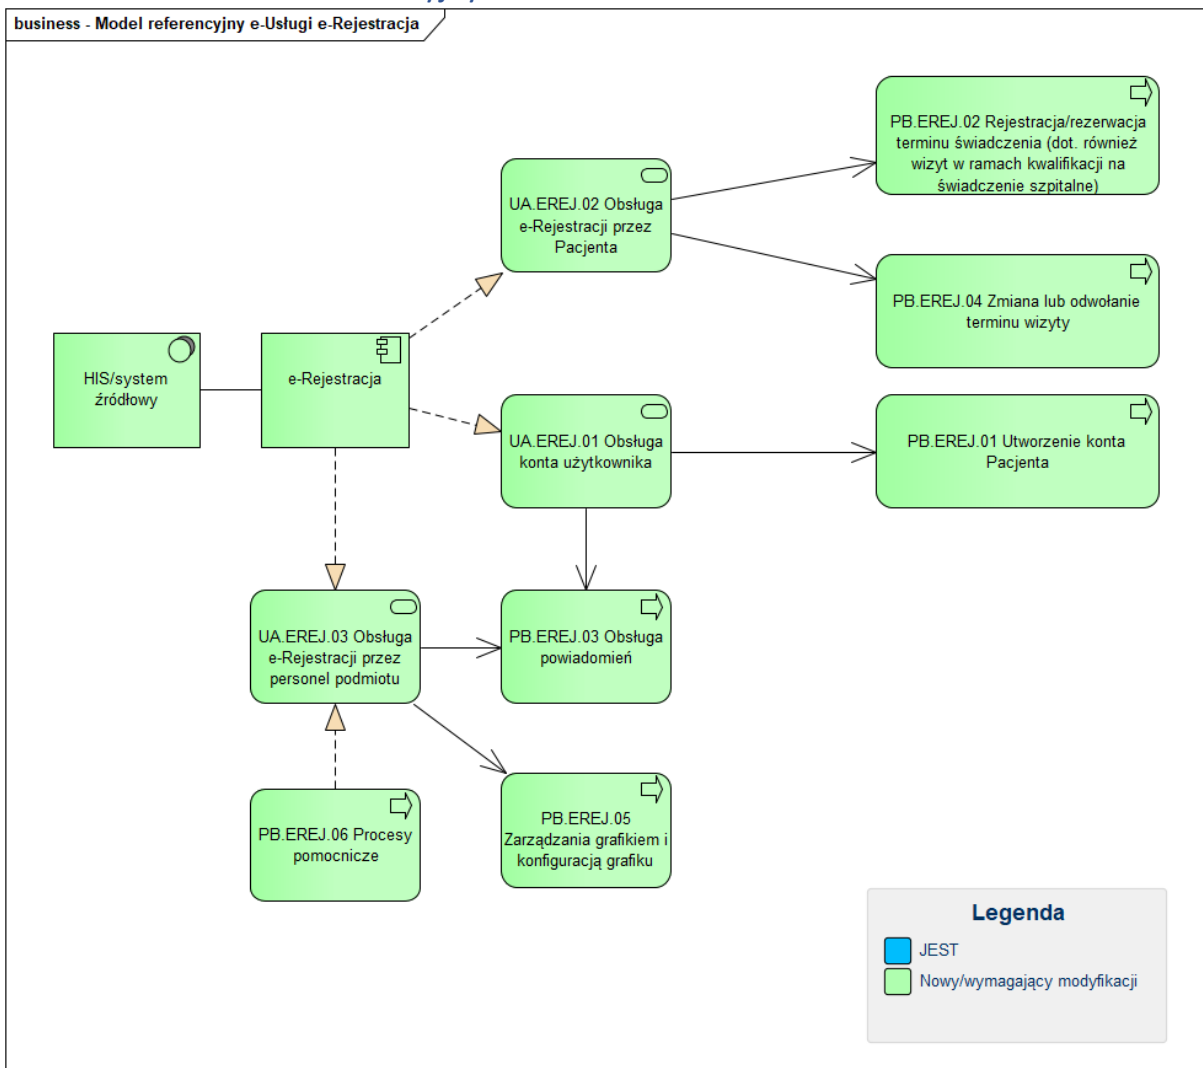 business - Model referencyjny e-Usługi e-Rejestracja
PB.EREJ.02 Rejestracja/rezerwacja
terminu świadczenia (dot. również
wizyt w ramach kwalifikacji na
świadczenie szpitalne)
UA.EREJ.02 Obsługa
e-Rejestracji przez
Pacjenta
PB.EREJ.04 Zmiana lub odwołanie
terminu wizyty
HIS/system
źródłowy
e-Rejestracja
UA.EREJ.01 Obsługa
konta użytkownika
PB.EREJ.01 Utworzenie konta
Pacjenta
UA.EREJ.03 Obsługa
e-Rejestracji przez
personel podmiotu
PB.EREJ.03 Obsługa
powiadomień
PB.EREJ.06 Procesy
pomocnicze
PB.EREJ.05
Zarządzania grafikiem i
konfiguracją grafiku
Legenda
JEST
Nowy/wymagający modyfikacji